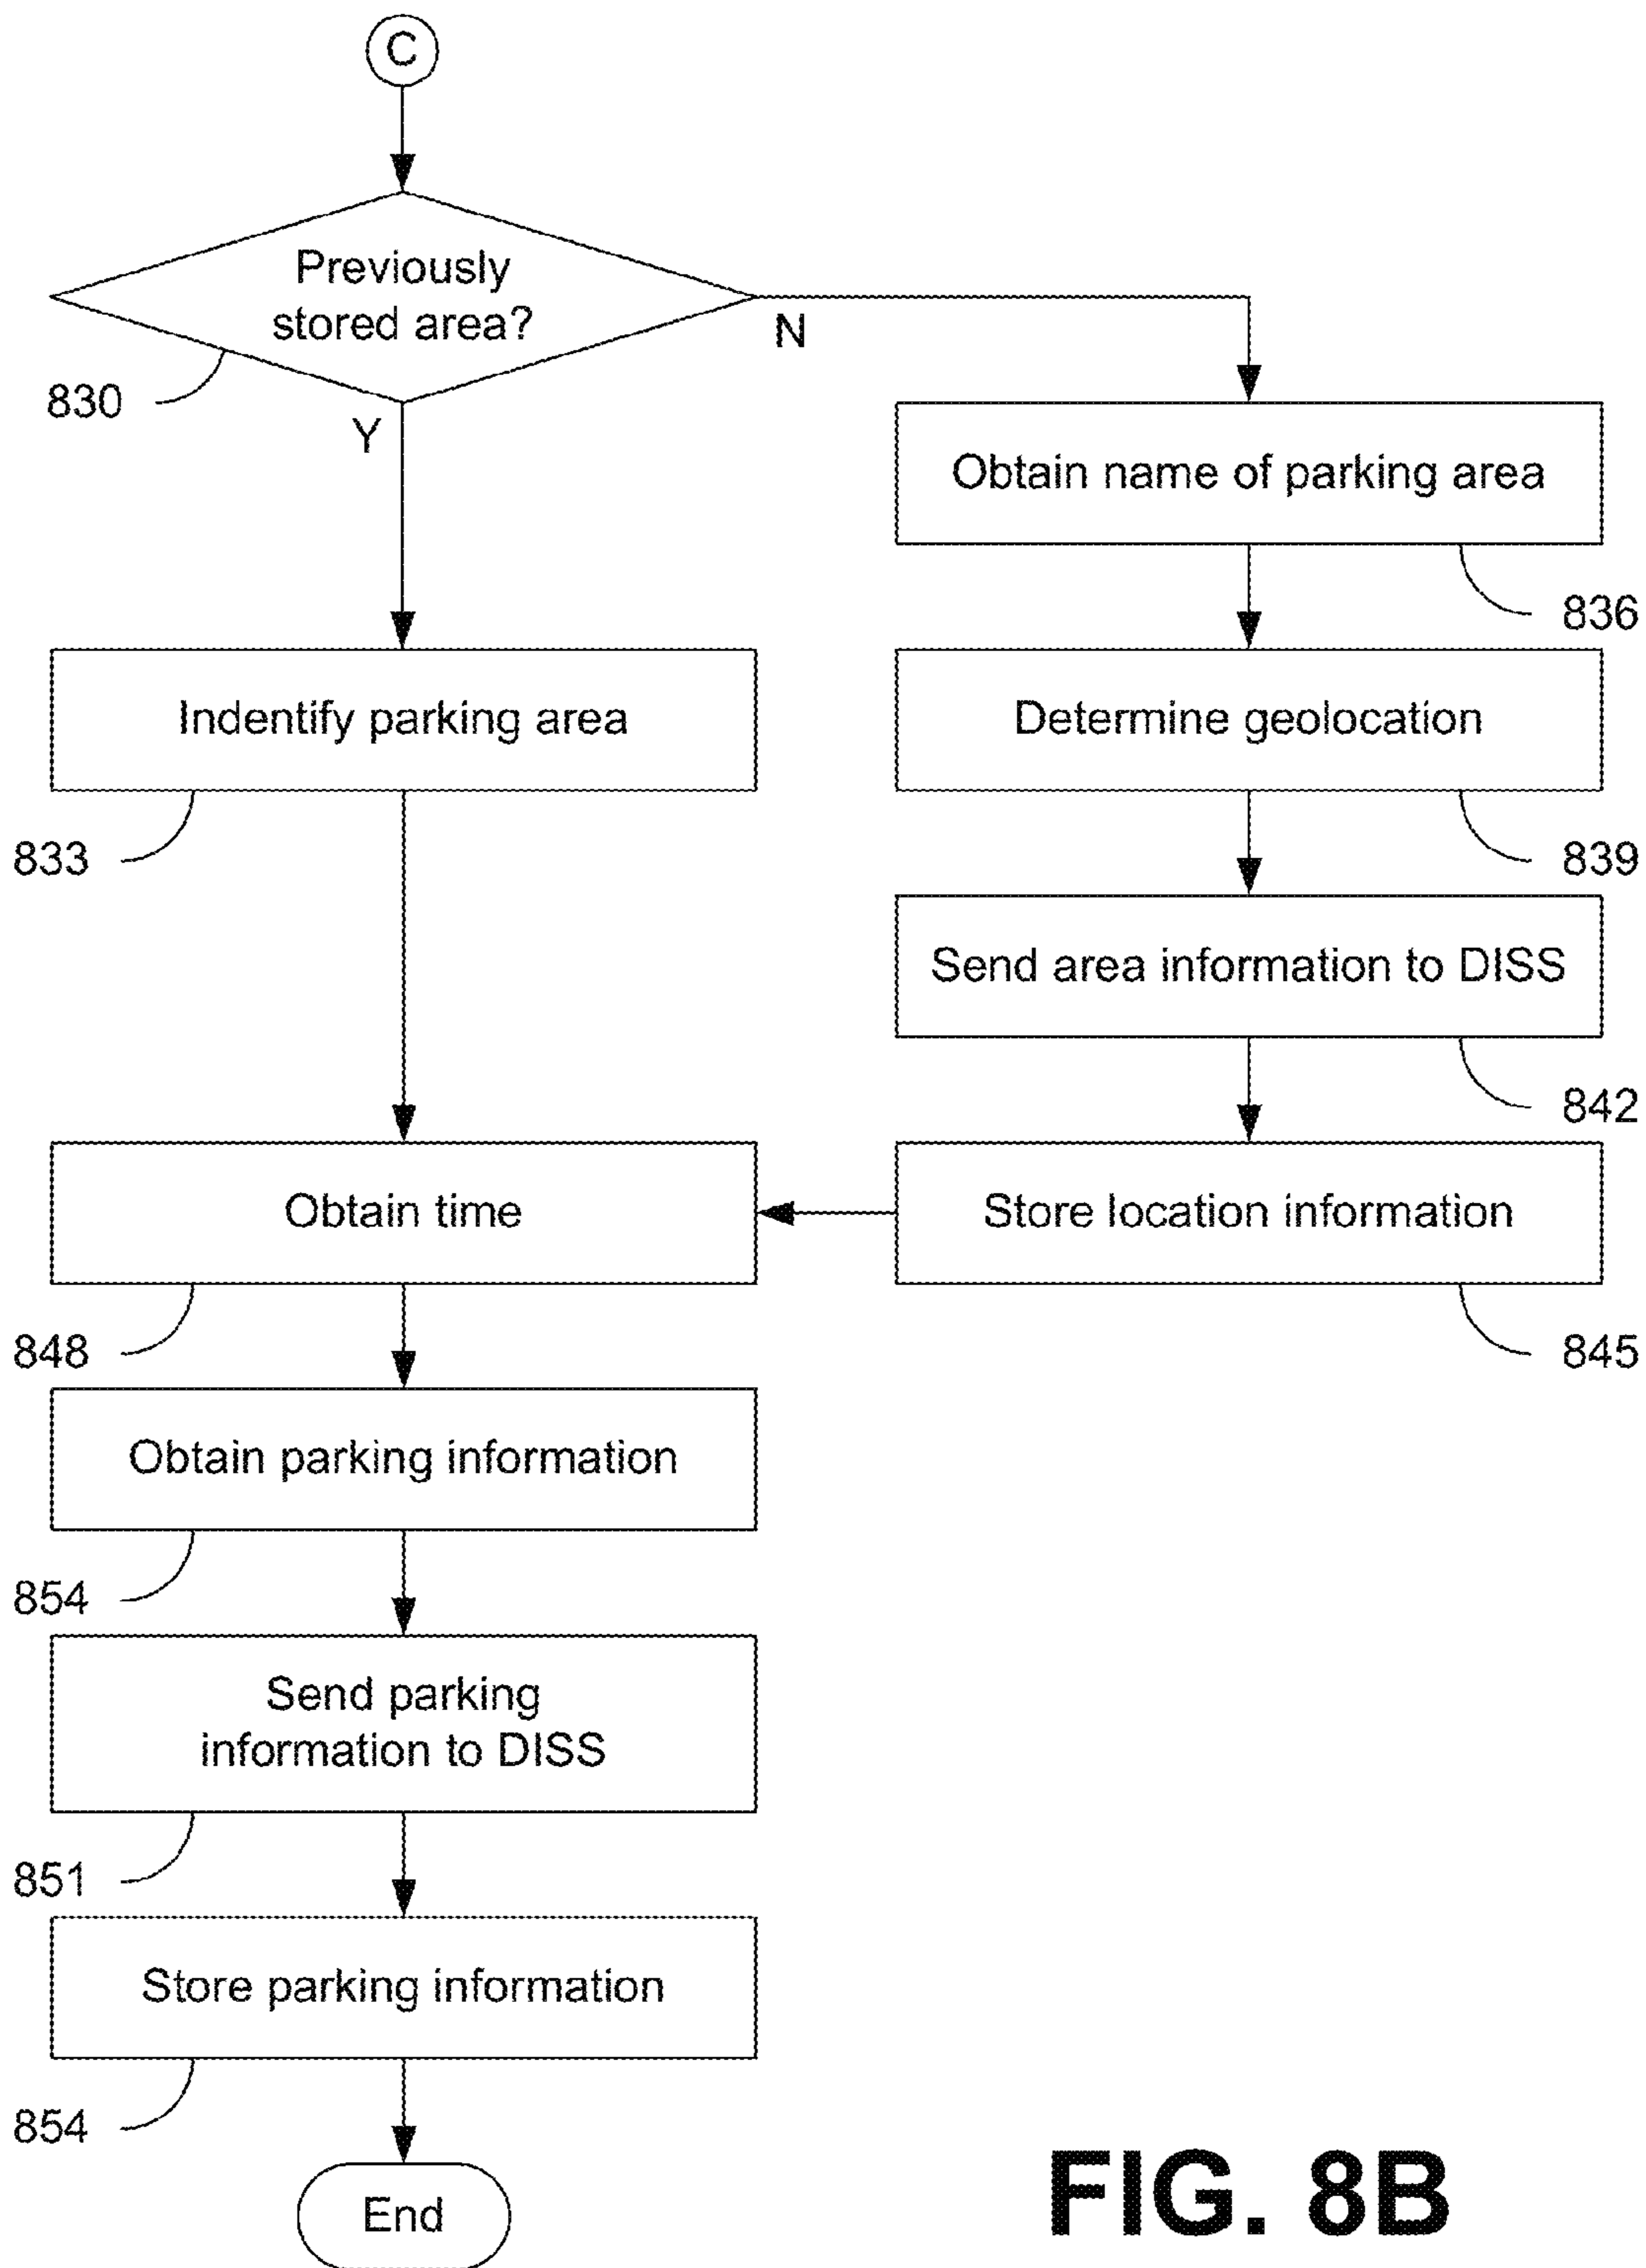 C
Previously
stored area?
N
830
Y
Obtain name of parking area
836
Indentify parking area
Determine geolocation
833
839
Send area information to DISS
842
Obtain time
Store location information
848
845
Obtain parking information
854
Send parking
information to DISS
851
Store parking information
854
End
FIG. 8B